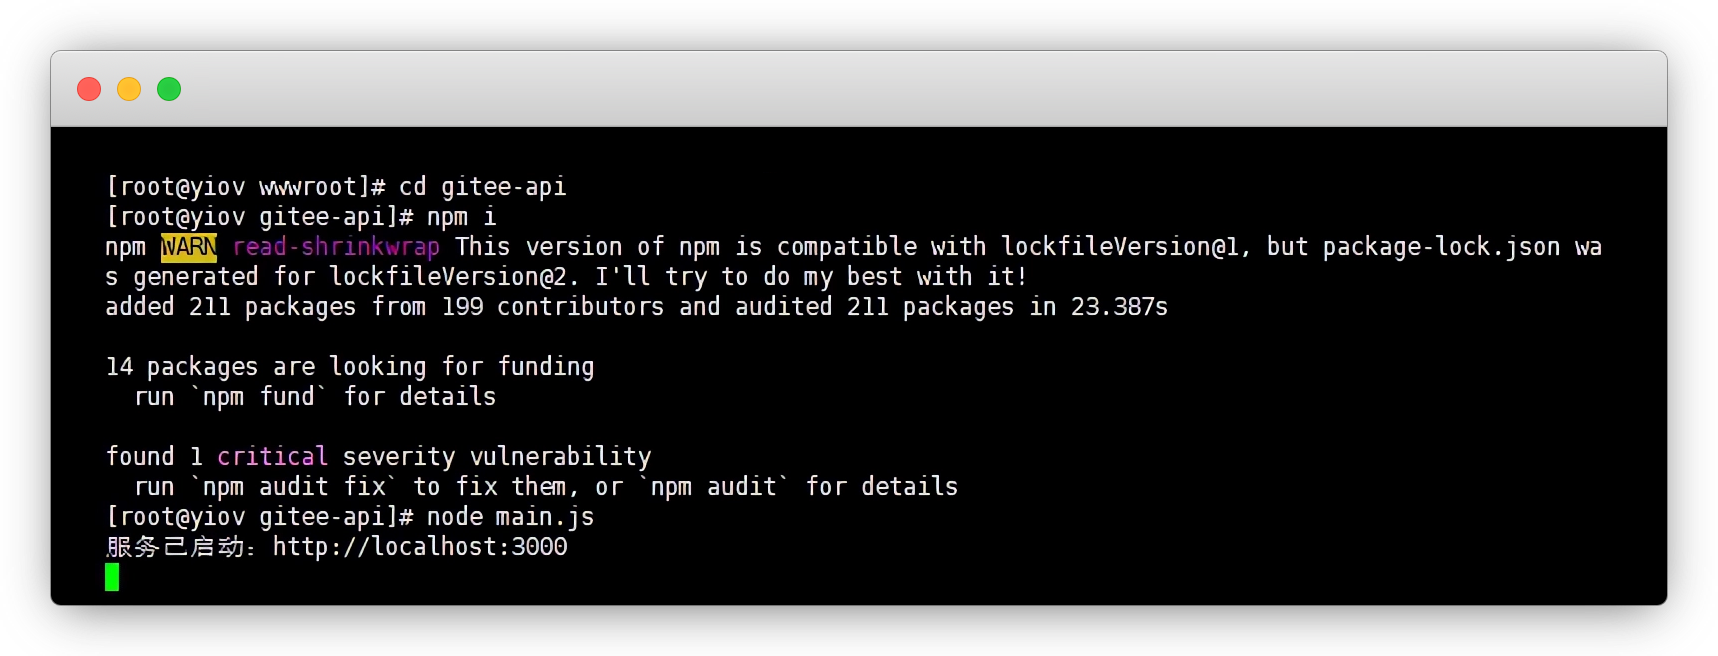 [root@yiov wwwroot]# cd gitee-api
[root@yiov gitee-api]# npm i
npm WARN read-shrinkwrap This version of npm is compatible with lockfileVersion@1, but package-lock.json wa
s generated for lockfileVersion@2. I'll try to do my best with it!
added 211 packages from 199 contributors and audited 211 packages in 23.387s
14 packages are looking for funding
  run `npm fund` for details
found 1 critical severity vulnerability
  run `npm audit fix` to fix them, or `npm audit` for details
[root@yiov gitee-api]# node main.js
服务已启动：http://localhost:3000